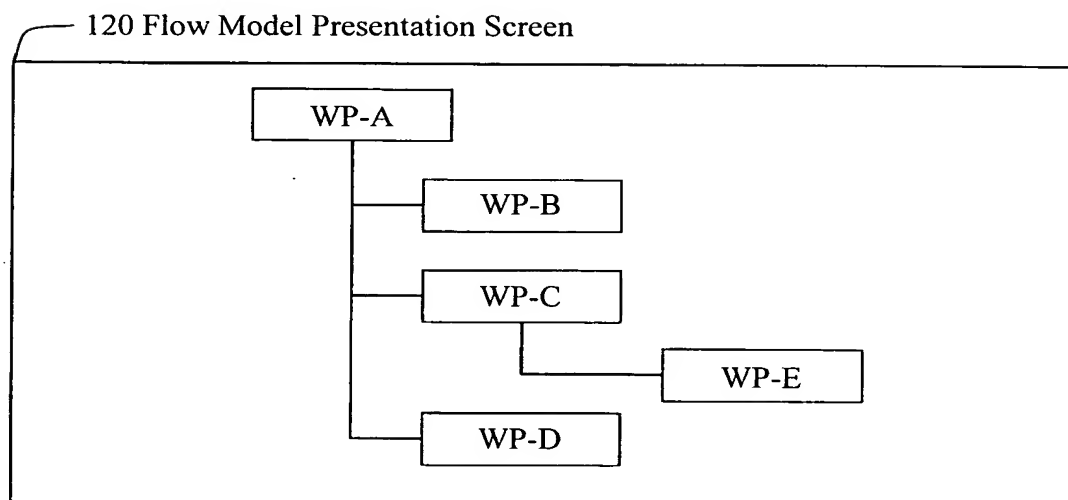 120 Flow Model Presentation Screen
WP-A
WP-B
WP-C
WP-E
WP-D